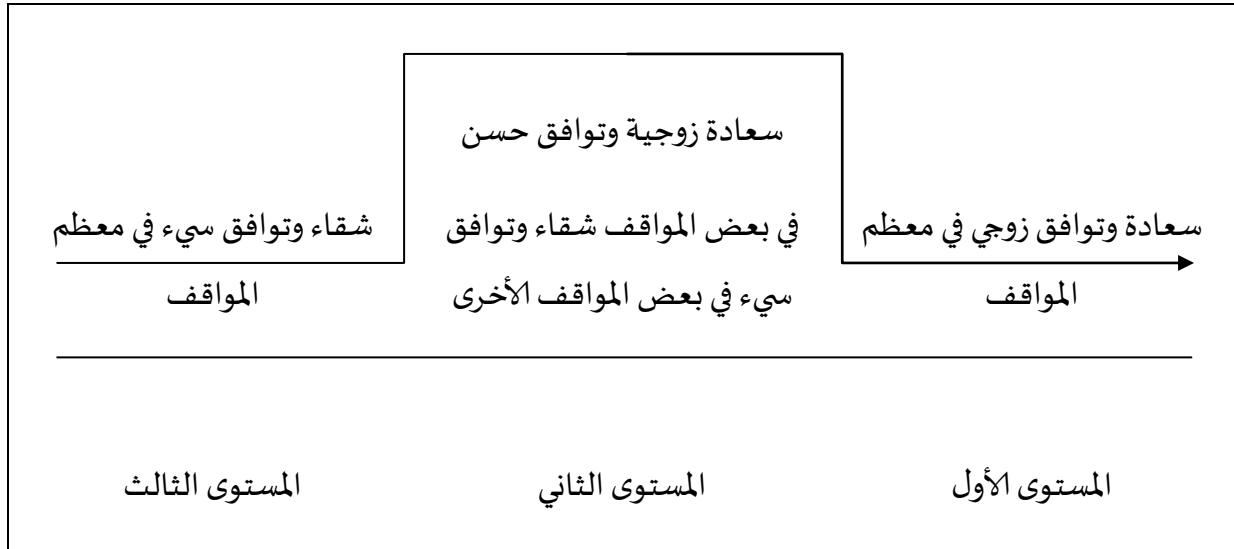 سعادة وتوافق زوجي في معظم
المواقف
سعادة زوجية وتوافق حسن
في بعض المواقف شقاء وتوافق
سيء في بعض المواقف الأخرى
شقاء وتوافق سيء في معظم
المواقف
المستوى الأول
المستوى الثاني
المستوى الثالث